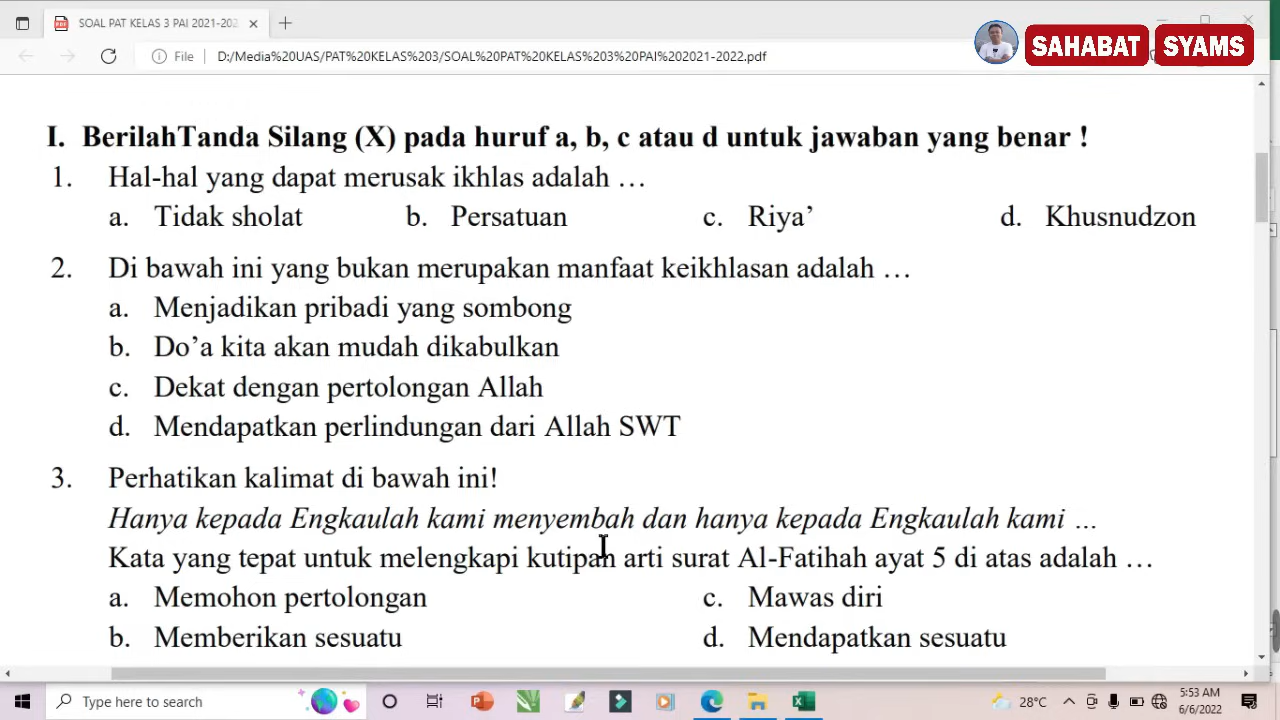 SOAL PAT KELAS 3 PAI 2021-202
SAHABAT SYAMS
File D:/Media%20LAS/PAT%20KELAS%203/SOAL%20PAT%20KELAS%203%20PAI%202021-2022.pdf
I. BerilahTanda Silang (X) pada huruf a, b, c atau d untuk jawaban yang benar !
1. Hal-hal yang dapat merusak ikhlas adalah …
a. Tidak sholat b. Persatuan c. Riya’ d. Khusnudzon
2. Di bawah ini yang bukan merupakan manfaat keikhlasan adalah …
a. Menjadikan pribadi yang sombong
b. Do’a kita akan mudah dikabulkan
c. Dekat dengan pertolongan Allah
d. Mendapatkan perlindungan dari Allah SWT
3. Perhatikan kalimat di bawah ini!
Hanya kepada Engkaulah kami menyembah dan hanya kepada Engkaulah kami ...
Kata yang tepat untuk melengkapi kutipan arti surat Al-Fatihah ayat 5 di atas adalah …
a. Memohon pertolongan c. Mawas diri
b. Memberikan sesuatu d. Mendapatkan sesuatu
Type here to search 28°C 5:53 AM
6/6/2022